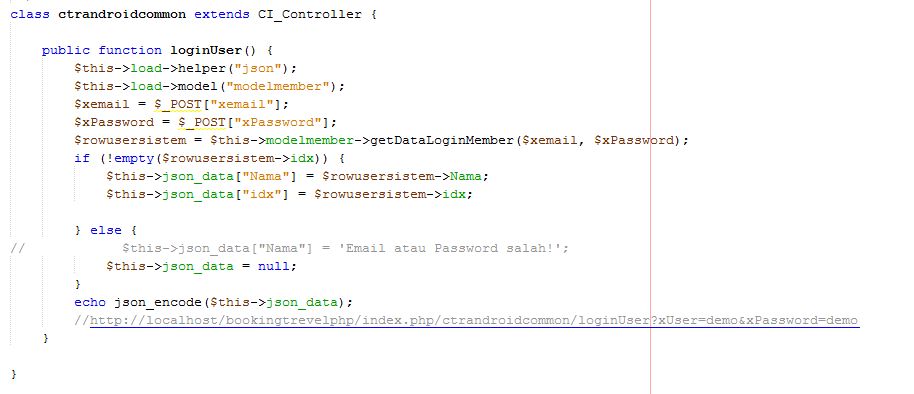 class ctrandroidcommon extends CI_Controller {
public function loginUser() {
$this->load->helper("json");
$this->load->model("modelmember");
$xemail = $_POST["xemail"];
$xPassword = $_POST["xPassword"];
$rowusersistem = $this->modelmember->getDataLoginMember($xemail, $xPassword);
if (!empty($rowusersistem->idx)) {
$this->json_data["Nama"] = $rowusersistem->Nama;
$this->json_data["idx"] = $rowusersistem->idx;
} else {
// $this->json_data["Nama"] = 'Email atau Password salah!';
$this->json_data = null;
}
echo json_encode($this->json_data);
//http://localhost/bookingtrevelphp/index.php/ctrandroidcommon/loginUser?xUser=demo&xPassword=demo
}
}